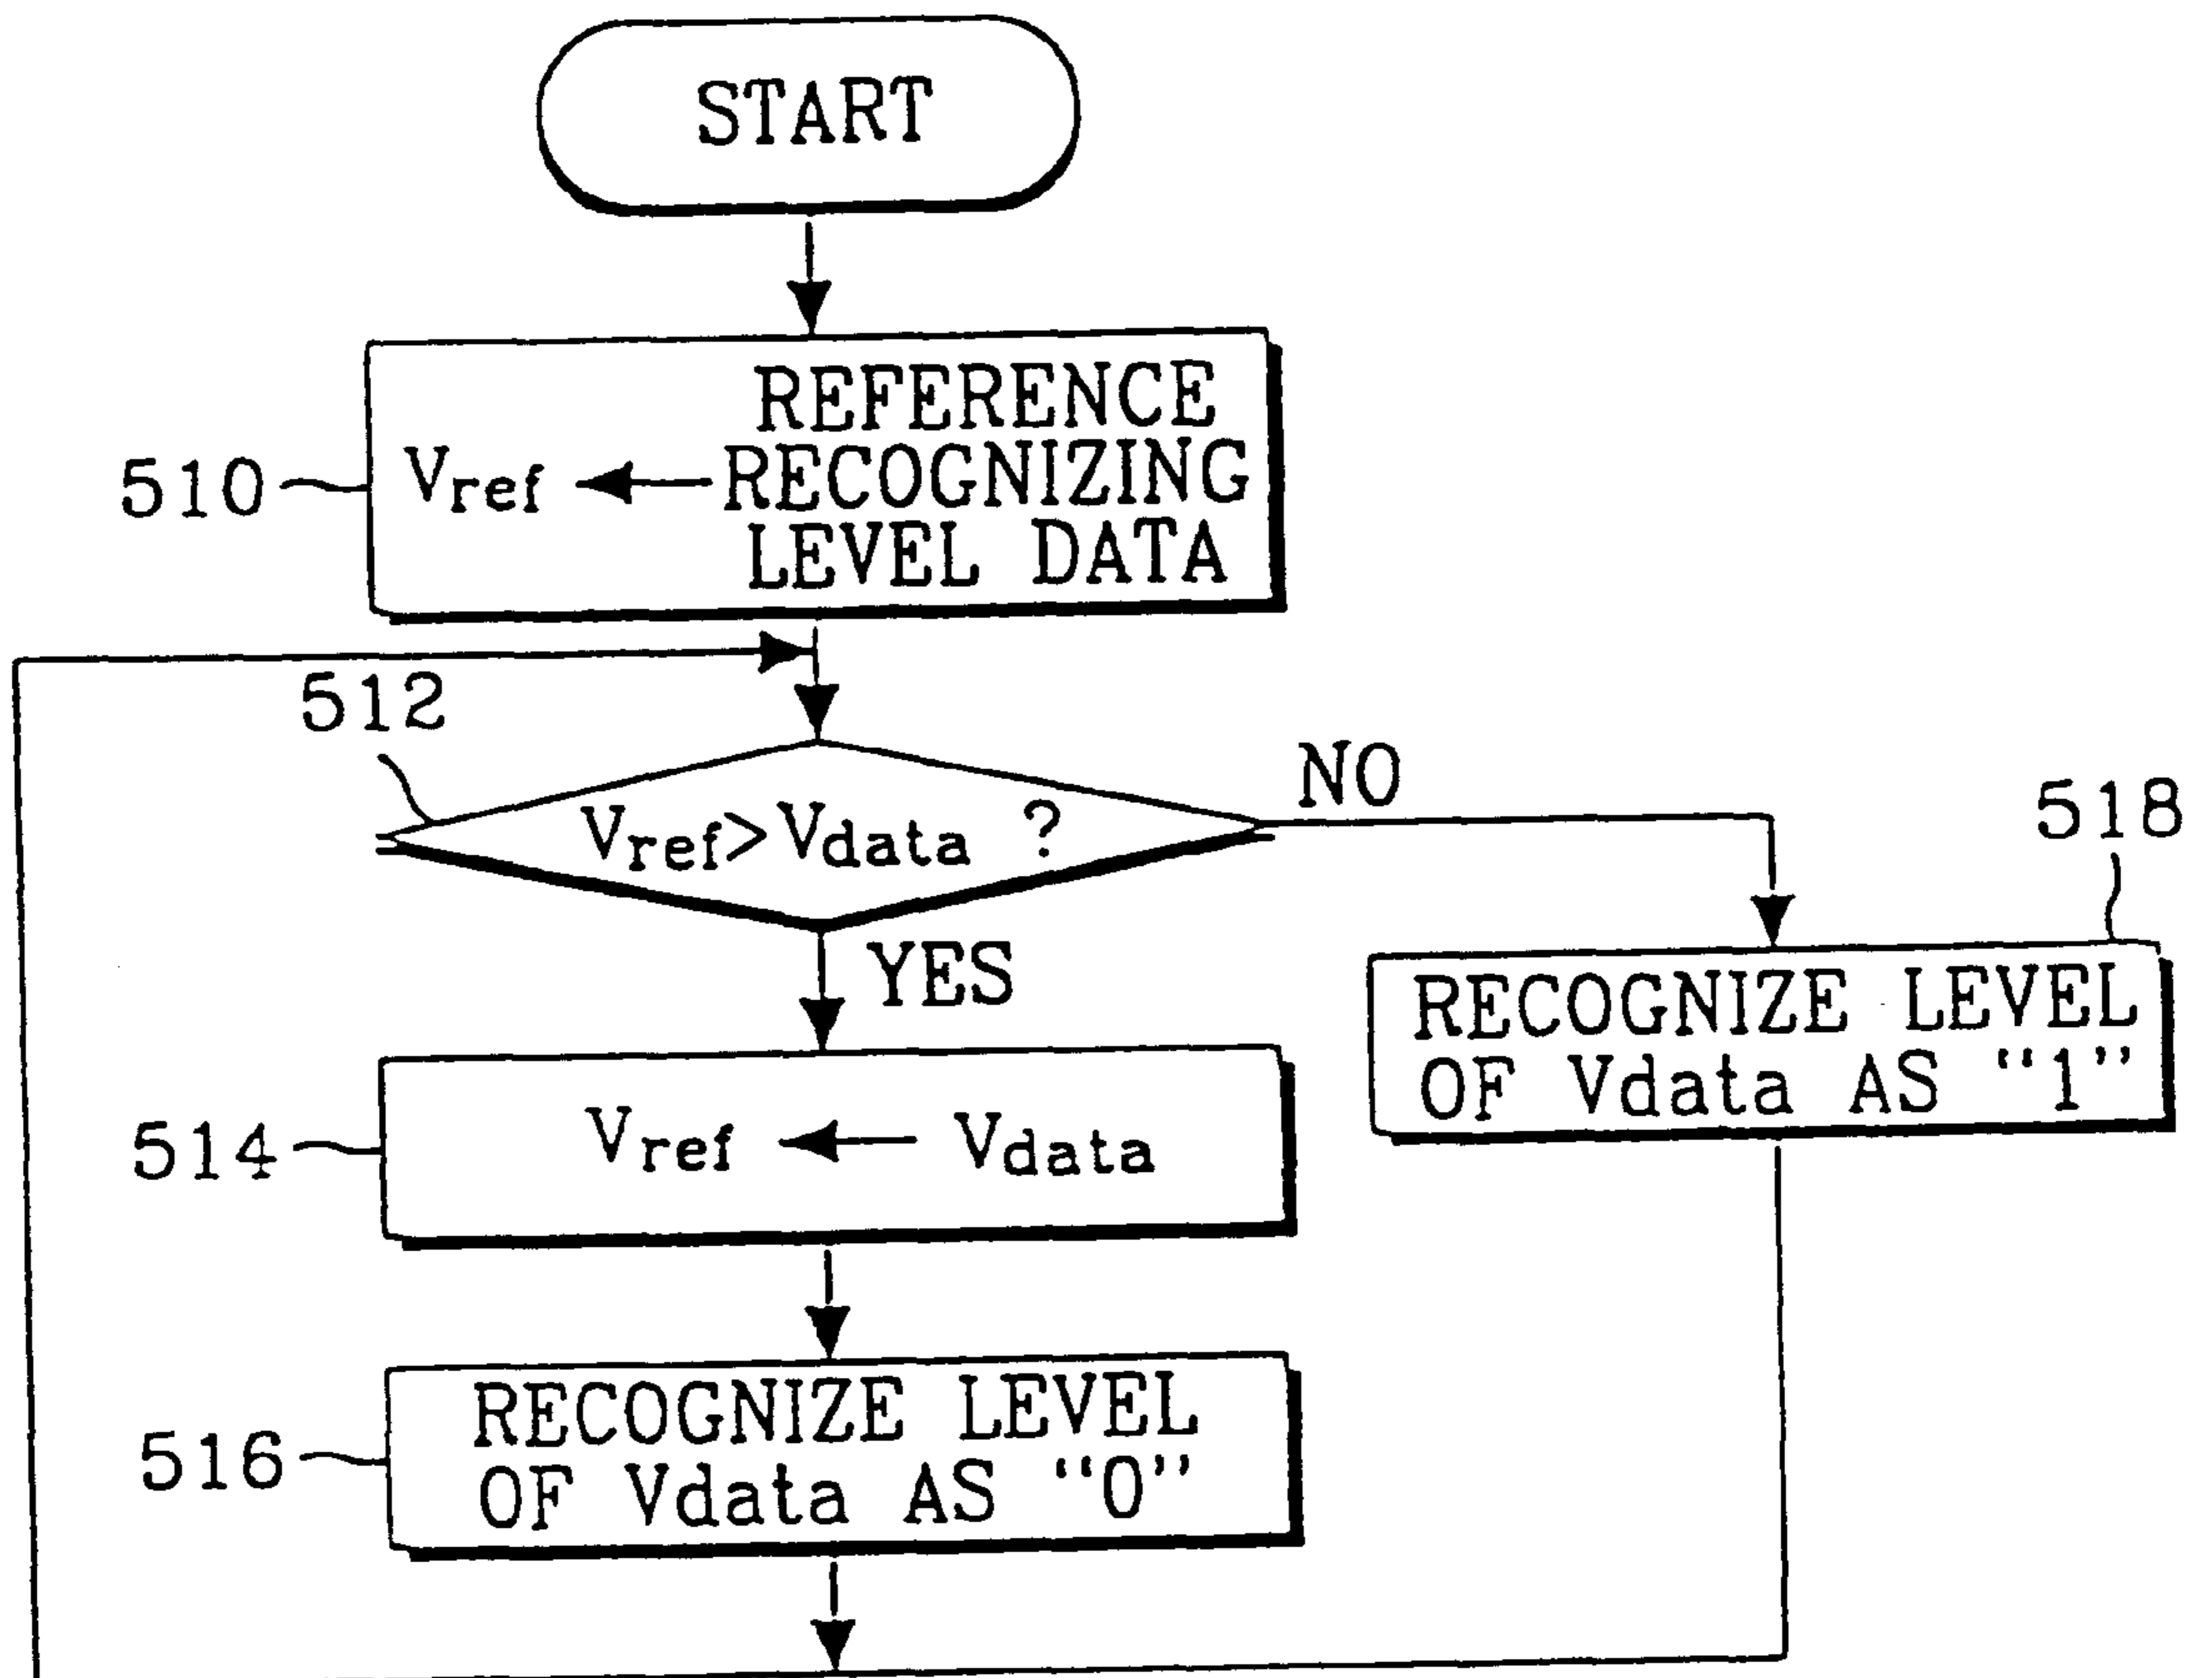 START
REFERENCE
510 Vref ← RECOGNIZING
LEVEL DATA
512
Vref> Vdata ?
NO
518
YES
RECOGNIZE LEVEL
OF Vdata AS “1”
514 Vref ← Vdata
516
RECOGNIZE LEVEL
OF Vdata AS “0”